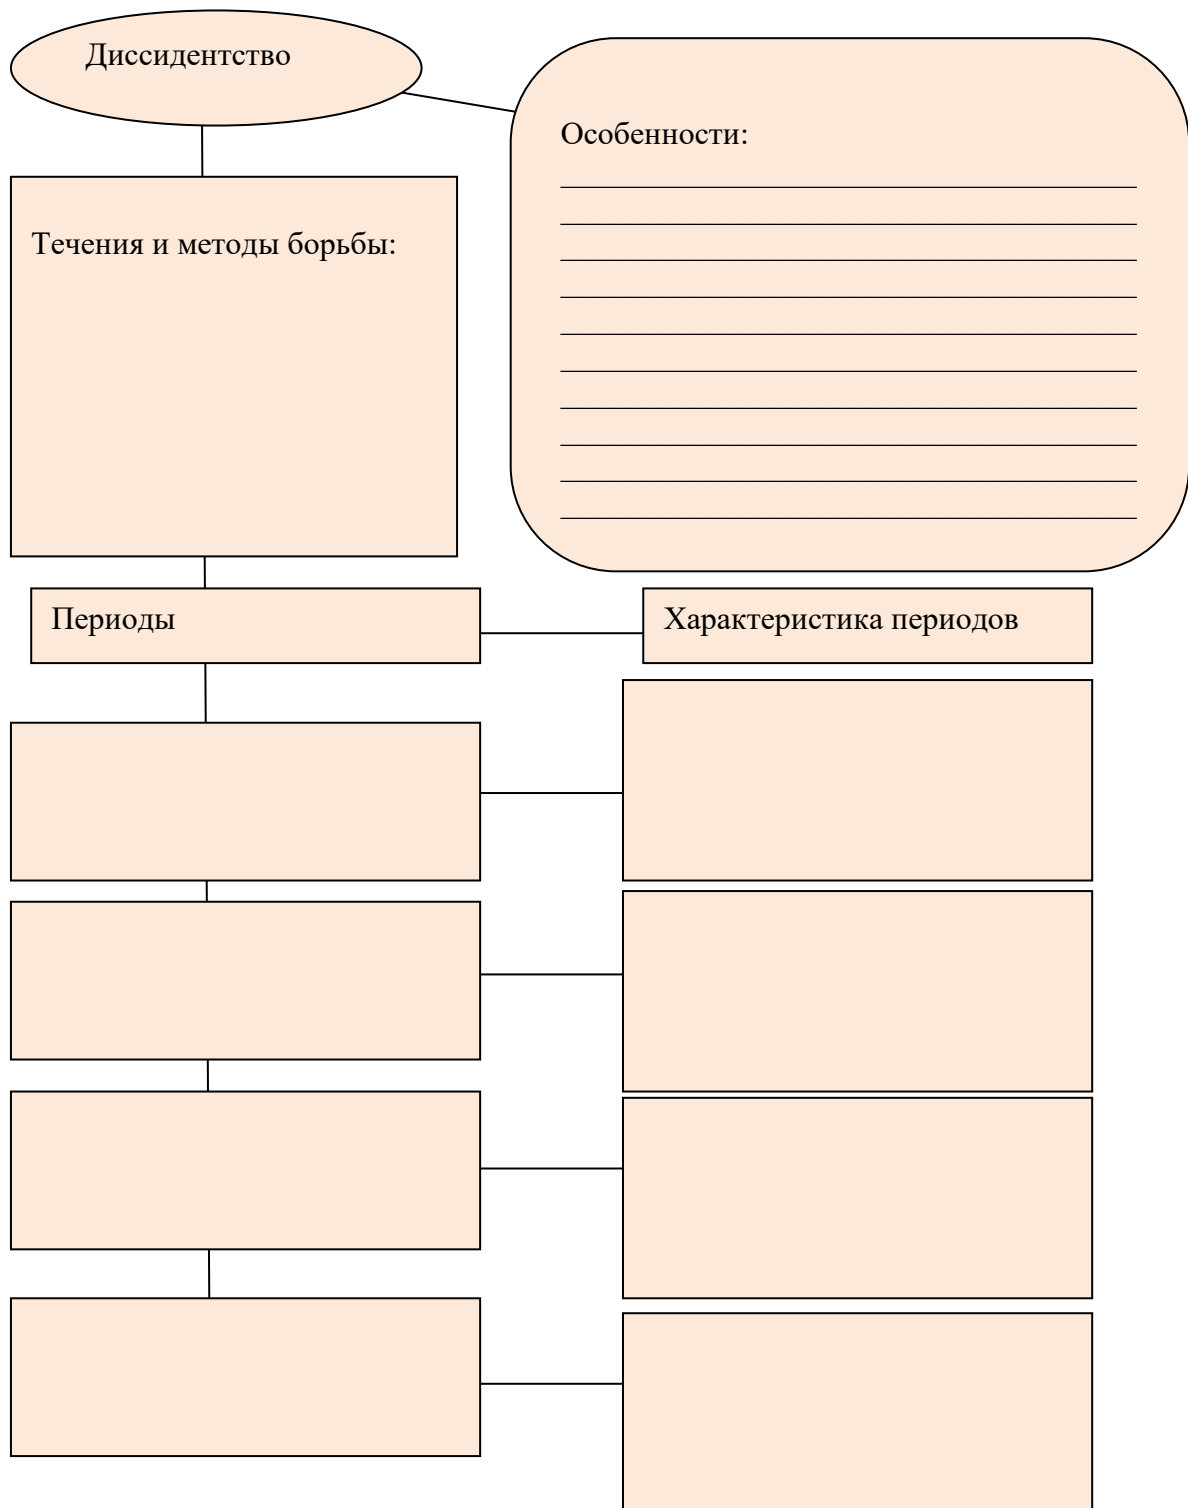 Диссидентство
Особенности:
Течения и методы борьбы:
Периоды
Характеристика периодов